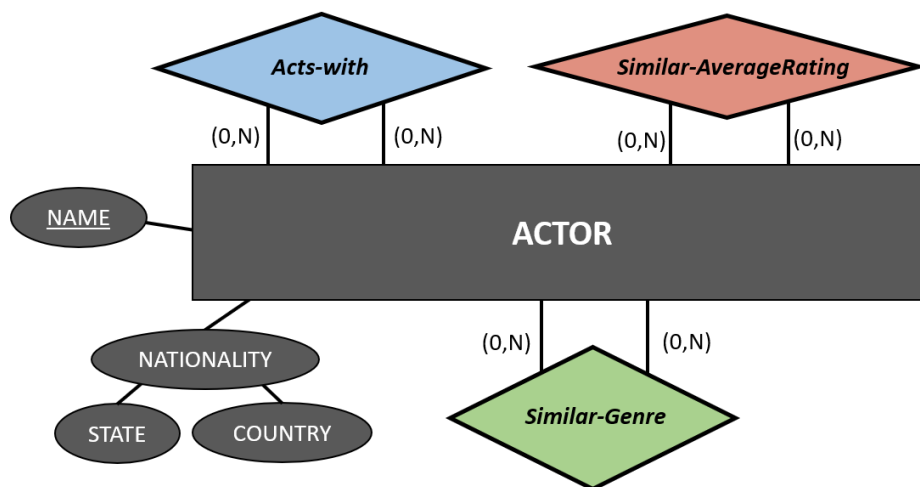 Acts-with
Similar-AverageRating
(0,N)
(0,N)
(0,N)
(0,N)
NAME
ACTOR
(0,N)
(0,N)
NATIONALITY
STATE
COUNTRY
Similar-Genre